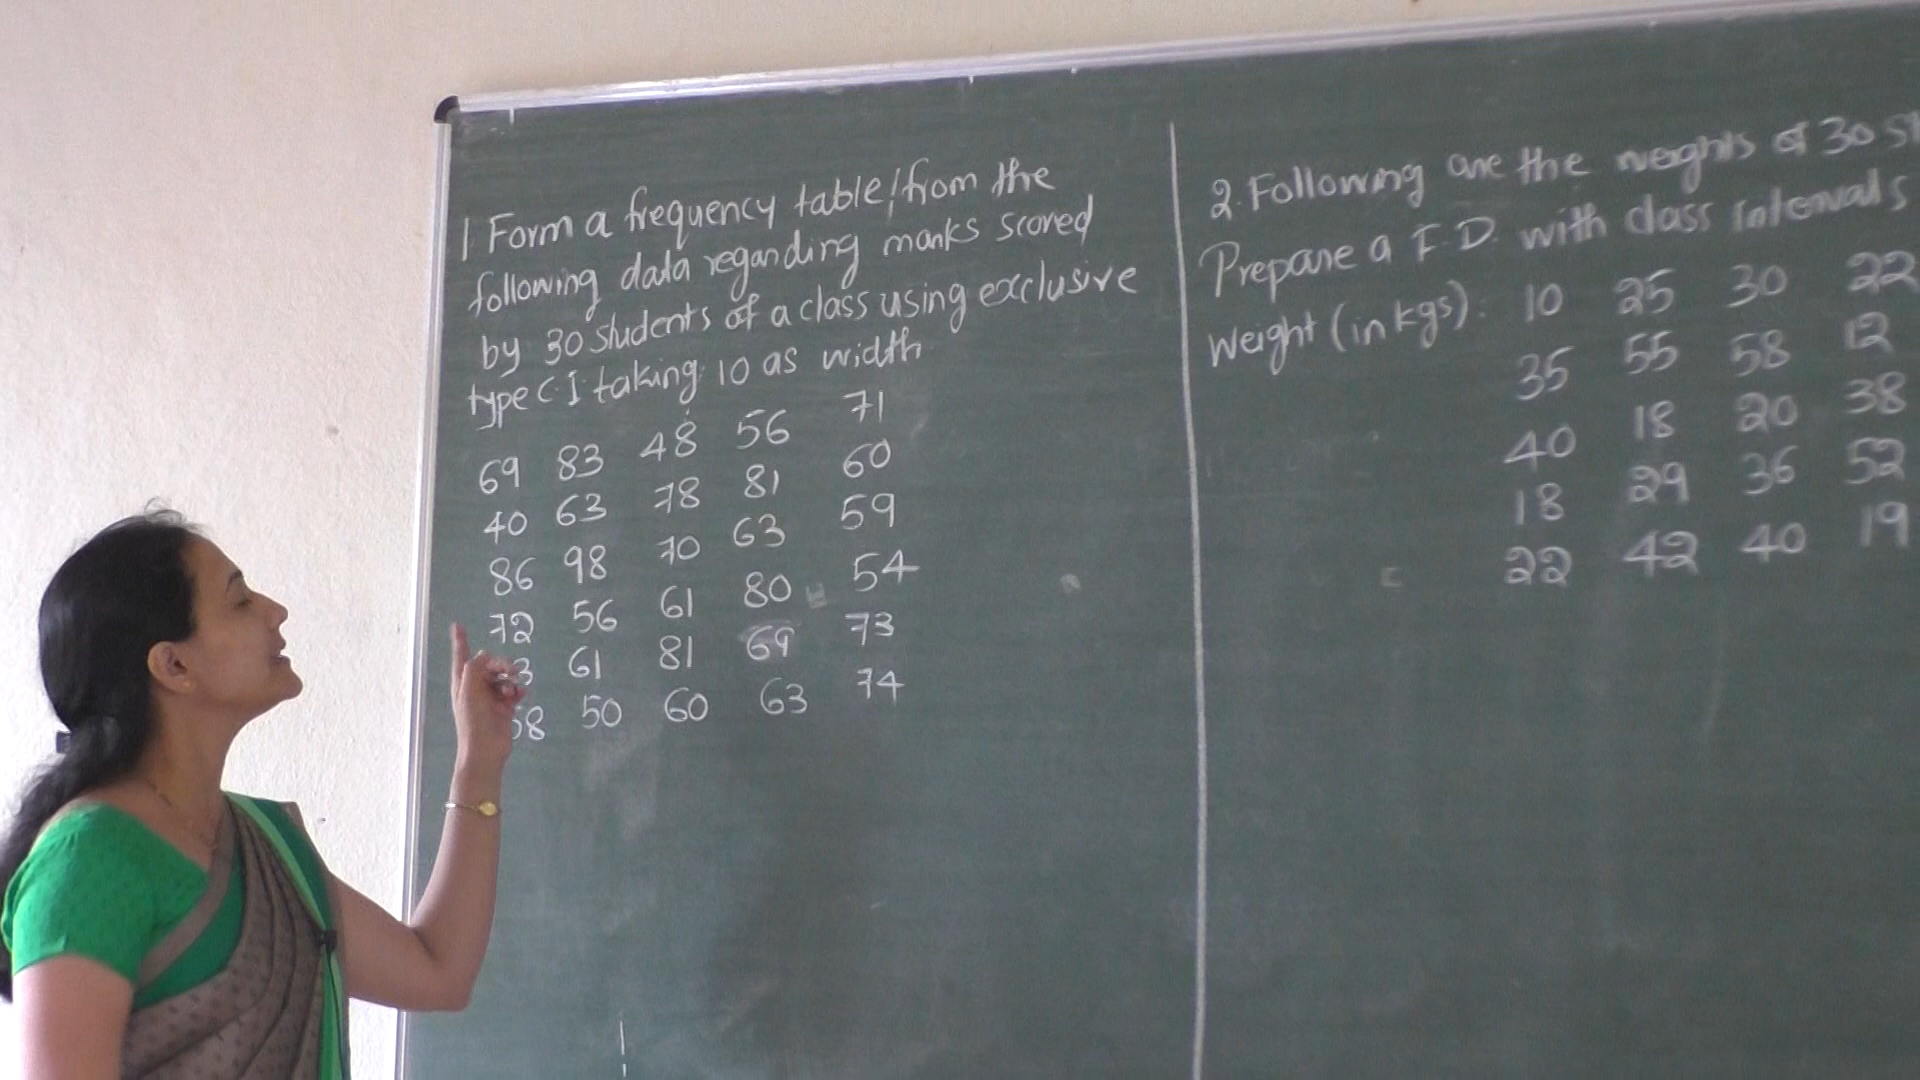 1 Form a frequency table/from the
following data regarding marks scored
by 30 students of a class using exclusive
type C.I taking 10 as width
69 83 48 56 71
40 63 78 81 60
86 98 70 63 59
72 56 61 80 54
61 81 69 73
58 50 60 63 74
2. Following are the weights of 30
Prepare a F.D. with class intervals
Weight (in kgs): 10 25 30 22
35 55 58 12
40 18 20 38
18 29 36 52
22 42 40 19